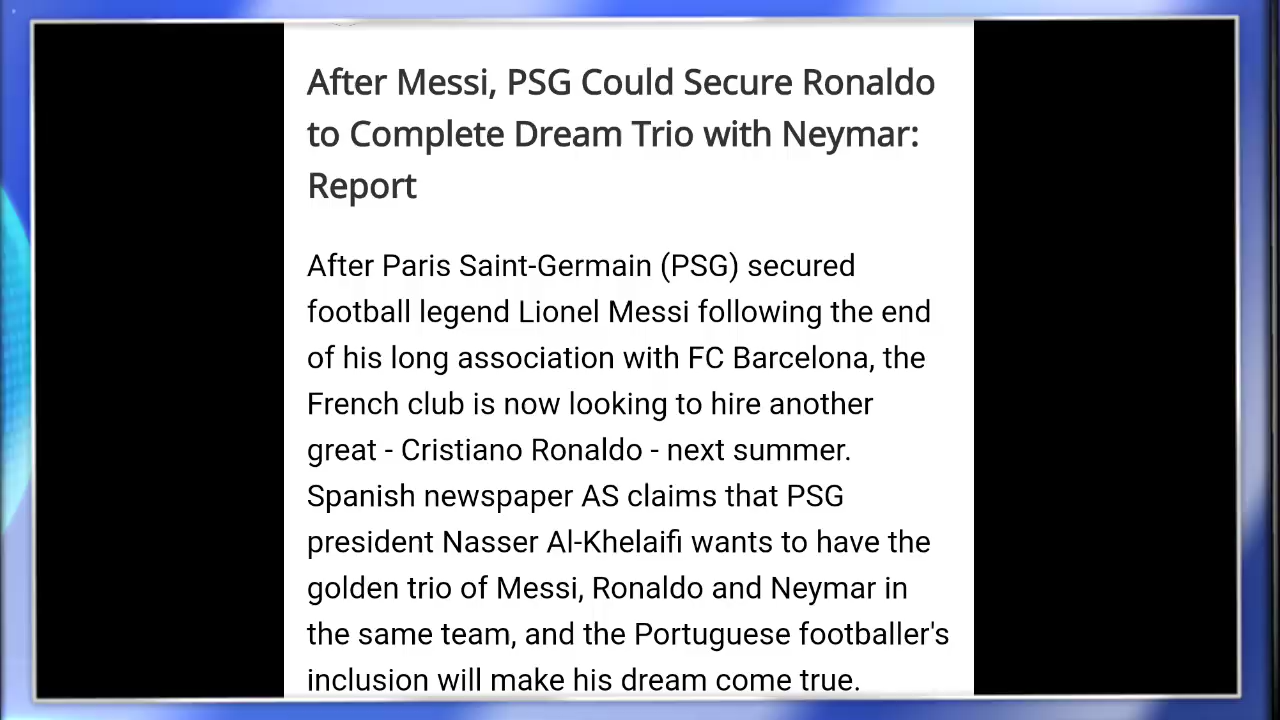 After Messi, PSG Could Secure Ronaldo
to Complete Dream Trio with Neymar:
Report
After Paris Saint-Germain (PSG) secured
football legend Lionel Messi following the end
of his long association with FC Barcelona, the
French club is now looking to hire another
great - Cristiano Ronaldo - next summer.
Spanish newspaper AS claims that PSG
president Nasser Al-Khelaifi wants to have the
golden trio of Messi, Ronaldo and Neymar in
the same team, and the Portuguese footballer's
inclusion will make his dream come true.